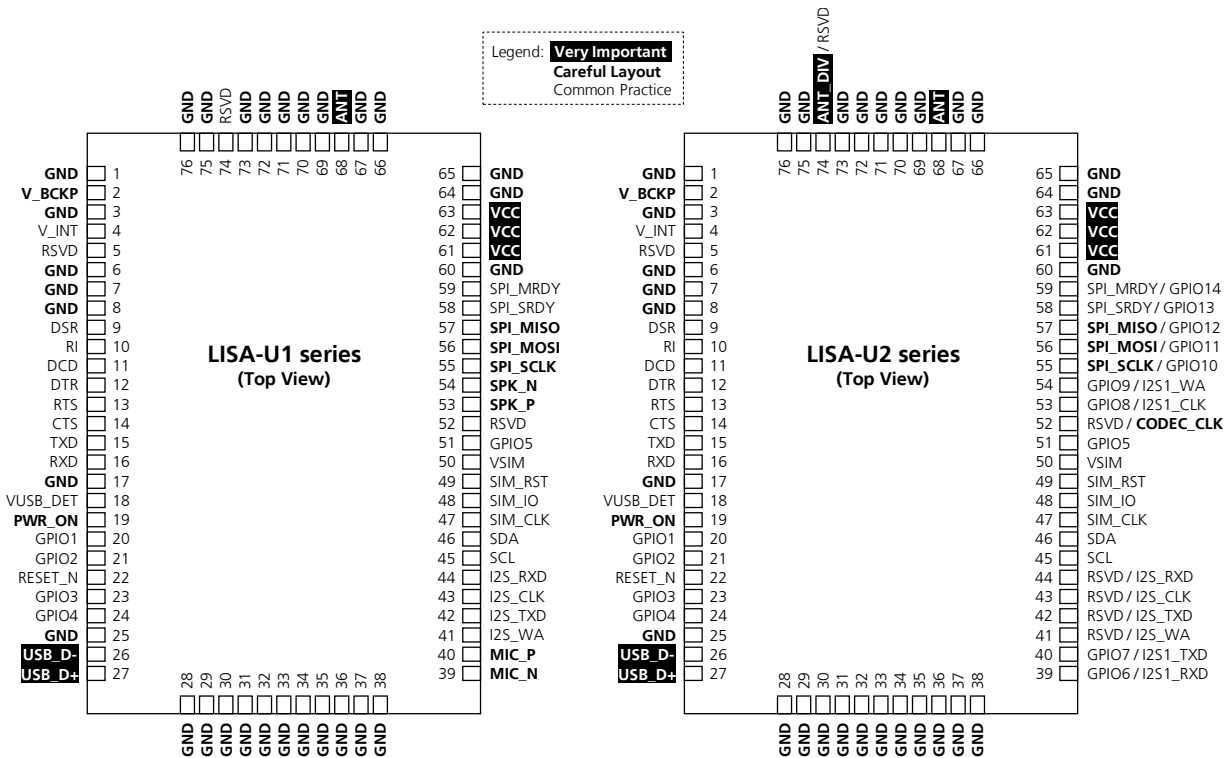 Legend: Very Important
Careful Layout
Common Practice
GND GND RSVD GND GND GND GND GND ANT GND GND
76 75 74 73 72 71 70 69 68 67 66
GND 1
V_BCKP 2
GND 3
V_INT 4
RSVD 5
GND 6
GND 7
GND 8
DSR 9
RI 10
DCD 11
DTR 12
RTS 13
CTS 14
TXD 15
RXD 16
GND 17
VUSB_DET 18
PWR_ON 19
GPIO1 20
GPIO2 21
RESET_N 22
GPIO3 23
GPIO4 24
GND 25
USB_D- 26
USB_D+ 27
LISA-U1 series
(Top View)
65 GND
64 GND
63 VCC
62 VCC
61 VCC
60 GND
59 SPI_MRDY
58 SPI_SRDY
57 SPI_MISO
56 SPI_MOSI
55 SPI_SCLK
54 SPK_N
53 SPK_P
52 RSVD
51 GPIO5
50 VSIM
49 SIM_RST
48 SIM_IO
47 SIM_CLK
46 SDA
45 SCL
44 I2S_RXD
43 I2S_CLK
42 I2S_TXD
41 I2S_WA
40 MIC_P
39 MIC_N
28 29 30 31 32 33 34 35 36 37 38
GND GND GND GND GND GND GND GND GND GND GND
GND GND ANT_DIV / RSVD GND GND GND GND GND ANT GND GND
76 75 74 73 72 71 70 69 68 67 66
GND 1
V_BCKP 2
GND 3
V_INT 4
RSVD 5
GND 6
GND 7
GND 8
DSR 9
RI 10
DCD 11
DTR 12
RTS 13
CTS 14
TXD 15
RXD 16
GND 17
VUSB_DET 18
PWR_ON 19
GPIO1 20
GPIO2 21
RESET_N 22
GPIO3 23
GPIO4 24
GND 25
USB_D- 26
USB_D+ 27
LISA-U2 series
(Top View)
65 GND
64 GND
63 VCC
62 VCC
61 VCC
60 GND
59 SPI_MRDY / GPIO14
58 SPI_SRDY / GPIO13
57 SPI_MISO / GPIO12
56 SPI_MOSI / GPIO11
55 SPI_SCLK / GPIO10
54 GPIO9 / I2S1_WA
53 GPIO8 / I2S1_CLK
52 RSVD / CODEC_CLK
51 GPIO5
50 VSIM
49 SIM_RST
48 SIM_IO
47 SIM_CLK
46 SDA
45 SCL
44 RSVD / I2S_RXD
43 RSVD / I2S_CLK
42 RSVD / I2S_TXD
41 RSVD / I2S_WA
40 GPIO7 / I2S1_TXD
39 GPIO6 / I2S1_RXD
28 29 30 31 32 33 34 35 36 37 38
GND GND GND GND GND GND GND GND GND GND GND